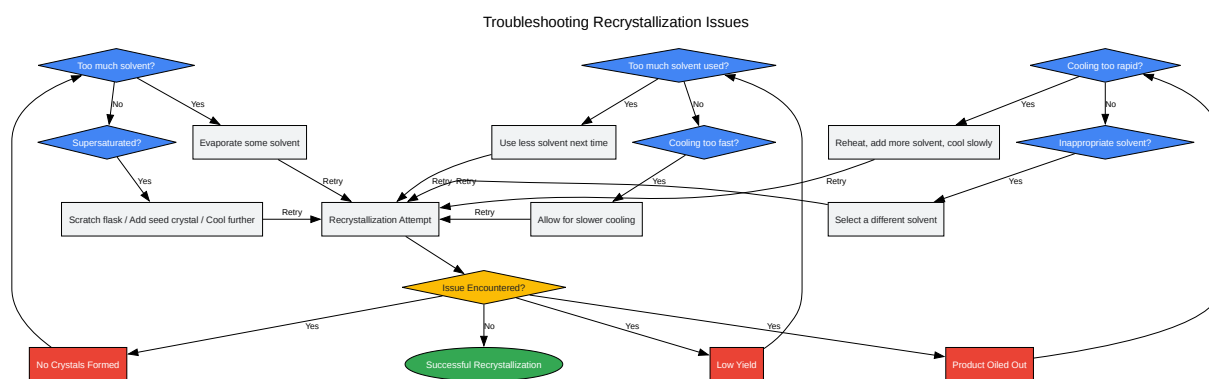 Troubleshooting Recrystallization Issues
Too much solvent?
Too much solvent used?
Cooling too rapid?
No
Yes
Yes
No
Yes
No
Supersaturated?
Evaporate some solvent
Use less solvent next time
Cooling too fast?
Reheat, add more solvent, cool slowly
Inappropriate solvent?
Yes
Retry
Retry
Retry
Yes
Retry
Yes
Scratch flask / Add seed crystal / Cool further
Retry
Recrystallization Attempt
Retry
Allow for slower cooling
Select a different solvent
Issue Encountered?
Yes
No
Yes
Yes
No Crystals Formed
Successful Recrystallization
Low Yield
Product Oiled Out